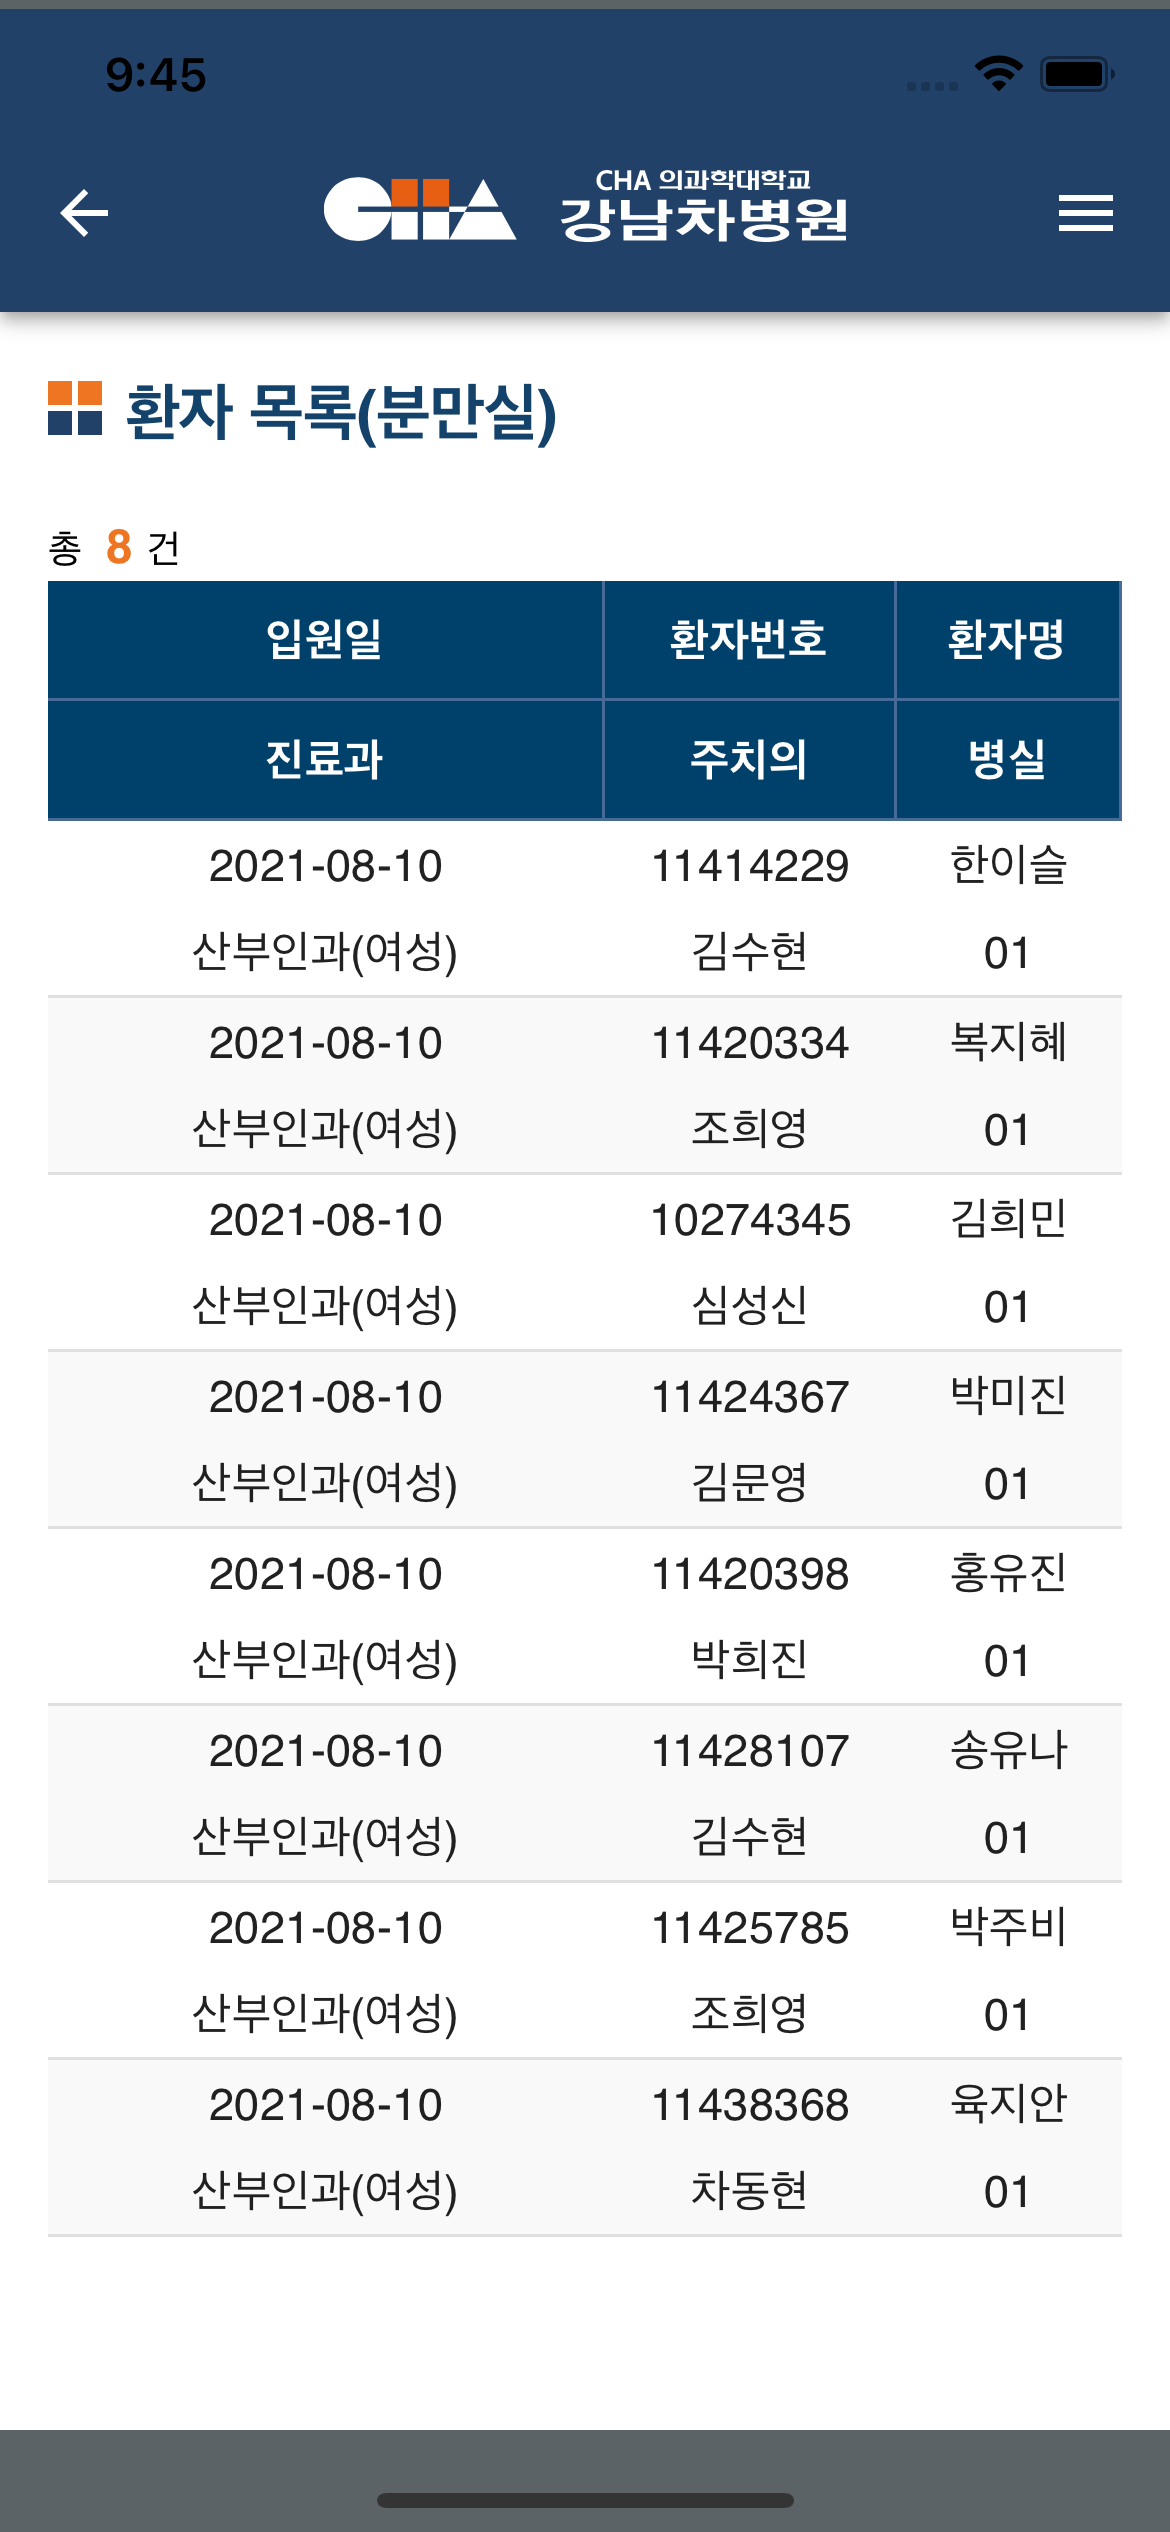 9:45
CHA
CHA 의과학대학교
강남차병원
환자 목록(분만실)
총 8 건
입원일 환자번호 환자명
진료과 주치의 병실
2021-08-10 11414229 한이슬
산부인과(여성) 김수현 01
2021-08-10 11420334 복지혜
산부인과(여성) 조희영 01
2021-08-10 10274345 김희민
산부인과(여성) 심성신 01
2021-08-10 11424367 박미진
산부인과(여성) 김문영 01
2021-08-10 11420398 홍유진
산부인과(여성) 박희진 01
2021-08-10 11428107 송유나
산부인과(여성) 김수현 01
2021-08-10 11425785 박주비
산부인과(여성) 조희영 01
2021-08-10 11438368 육지안
산부인과(여성) 차동현 01